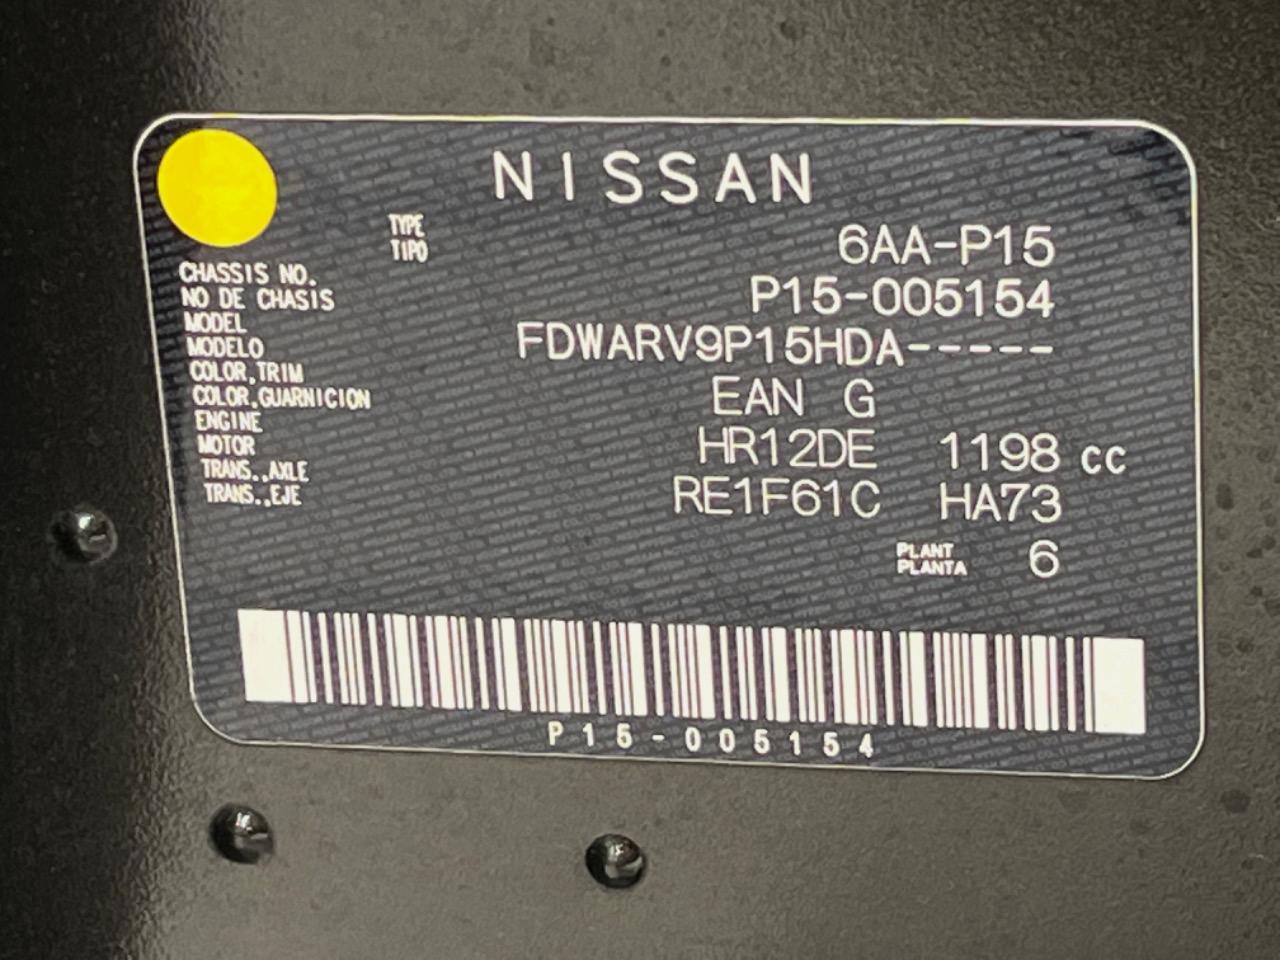 NISSAN
TYPE
TIPO
6AA-P15
CHASSIS NO.
NO DE CHASIS
P15-005154
MODEL
MODELO
FDWARV9P15HDA-----
COLOR,TRIM
COLOR,GUARNICION
EAN G
ENGINE
MOTOR
HR12DE 1198 cc
TRANS.,AXLE
TRANS.,EJE
RE1F61C HA73
PLANT
PLANTA
6
P15-005154